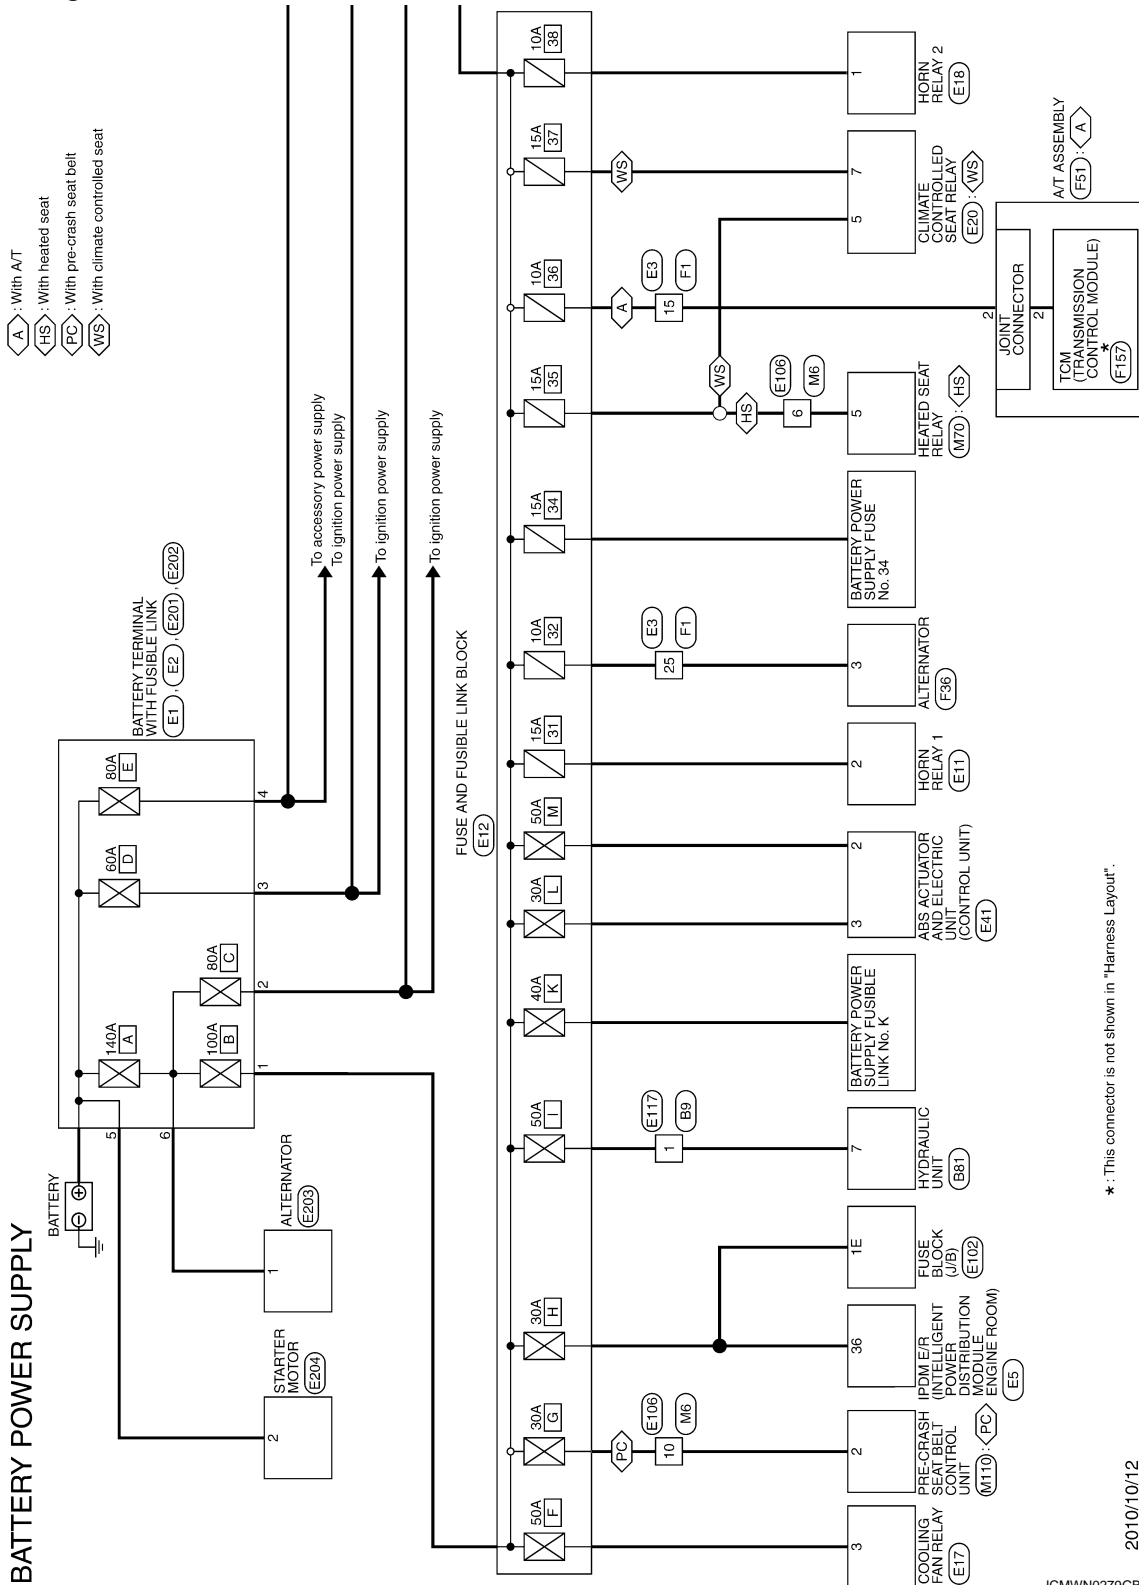 BATTERY POWER SUPPLY
A : With A/T
HS : With heated seat
PC : With pre-crash seat belt
WS : With climate controlled seat
BATTERY
BATTERY TERMINAL
WITH FUSIBLE LINK
E1 , E2 , E201 , E202
140A
A
100A
B
80A
C
60A
D
80A
E
5
6
1
2
3
4
STARTER
MOTOR
E204
2
ALTERNATOR
E203
1
To accessory power supply
To ignition power supply
To ignition power supply
To ignition power supply
FUSE AND FUSIBLE LINK BLOCK
E12
50A
F
30A
G
30A
H
50A
I
40A
K
30A
L
50A
M
15A
31
10A
32
15A
34
15A
35
10A
36
15A
37
10A
38
PC
10
E106
M6
1
E117
B9
25
E3
F1
WS
HS
6
E106
M6
A
15
E3
F1
WS
3
COOLING
FAN RELAY
E17
2
PRE-CRASH
SEAT BELT
CONTROL
UNIT
M110 : PC
36
IPDM E/R
(INTELLIGENT
POWER
DISTRIBUTION
MODULE
ENGINE ROOM)
E5
1E
FUSE
BLOCK
(J/B)
E102
7
HYDRAULIC
UNIT
B81
BATTERY POWER
SUPPLY FUSIBLE
LINK No. K
3
2
ABS ACTUATOR
AND ELECTRIC
UNIT
(CONTROL UNIT)
E41
2
HORN
RELAY 1
E11
3
ALTERNATOR
F36
BATTERY POWER
SUPPLY FUSE
No. 34
5
HEATED SEAT
RELAY
M70 : HS
5
7
CLIMATE
CONTROLLED
SEAT RELAY
E20 : WS
1
HORN
RELAY 2
E18
2
JOINT
CONNECTOR
2
TCM
(TRANSMISSION
CONTROL MODULE)
*
F157
A/T ASSEMBLY
F51 : A
* : This connector is not shown in "Harness Layout".
2010/10/12